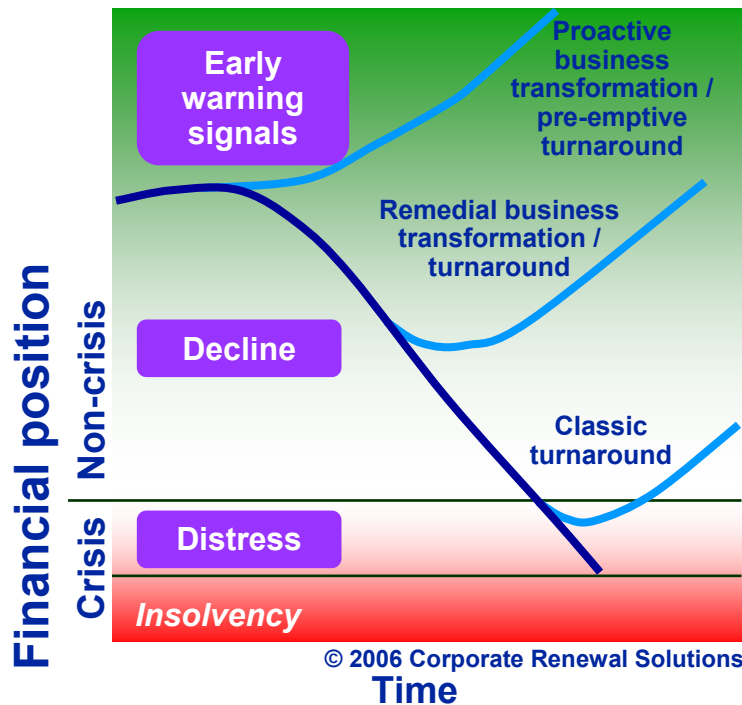 Early
warning
signals
Proactive
business
transformation /
pre-emptive
turnaround
Remedial business
transformation /
turnaround
Decline
Classic
turnaround
Distress
Insolvency
Financial position
Non-crisis
Crisis
© 2006 Corporate Renewal Solutions
Time